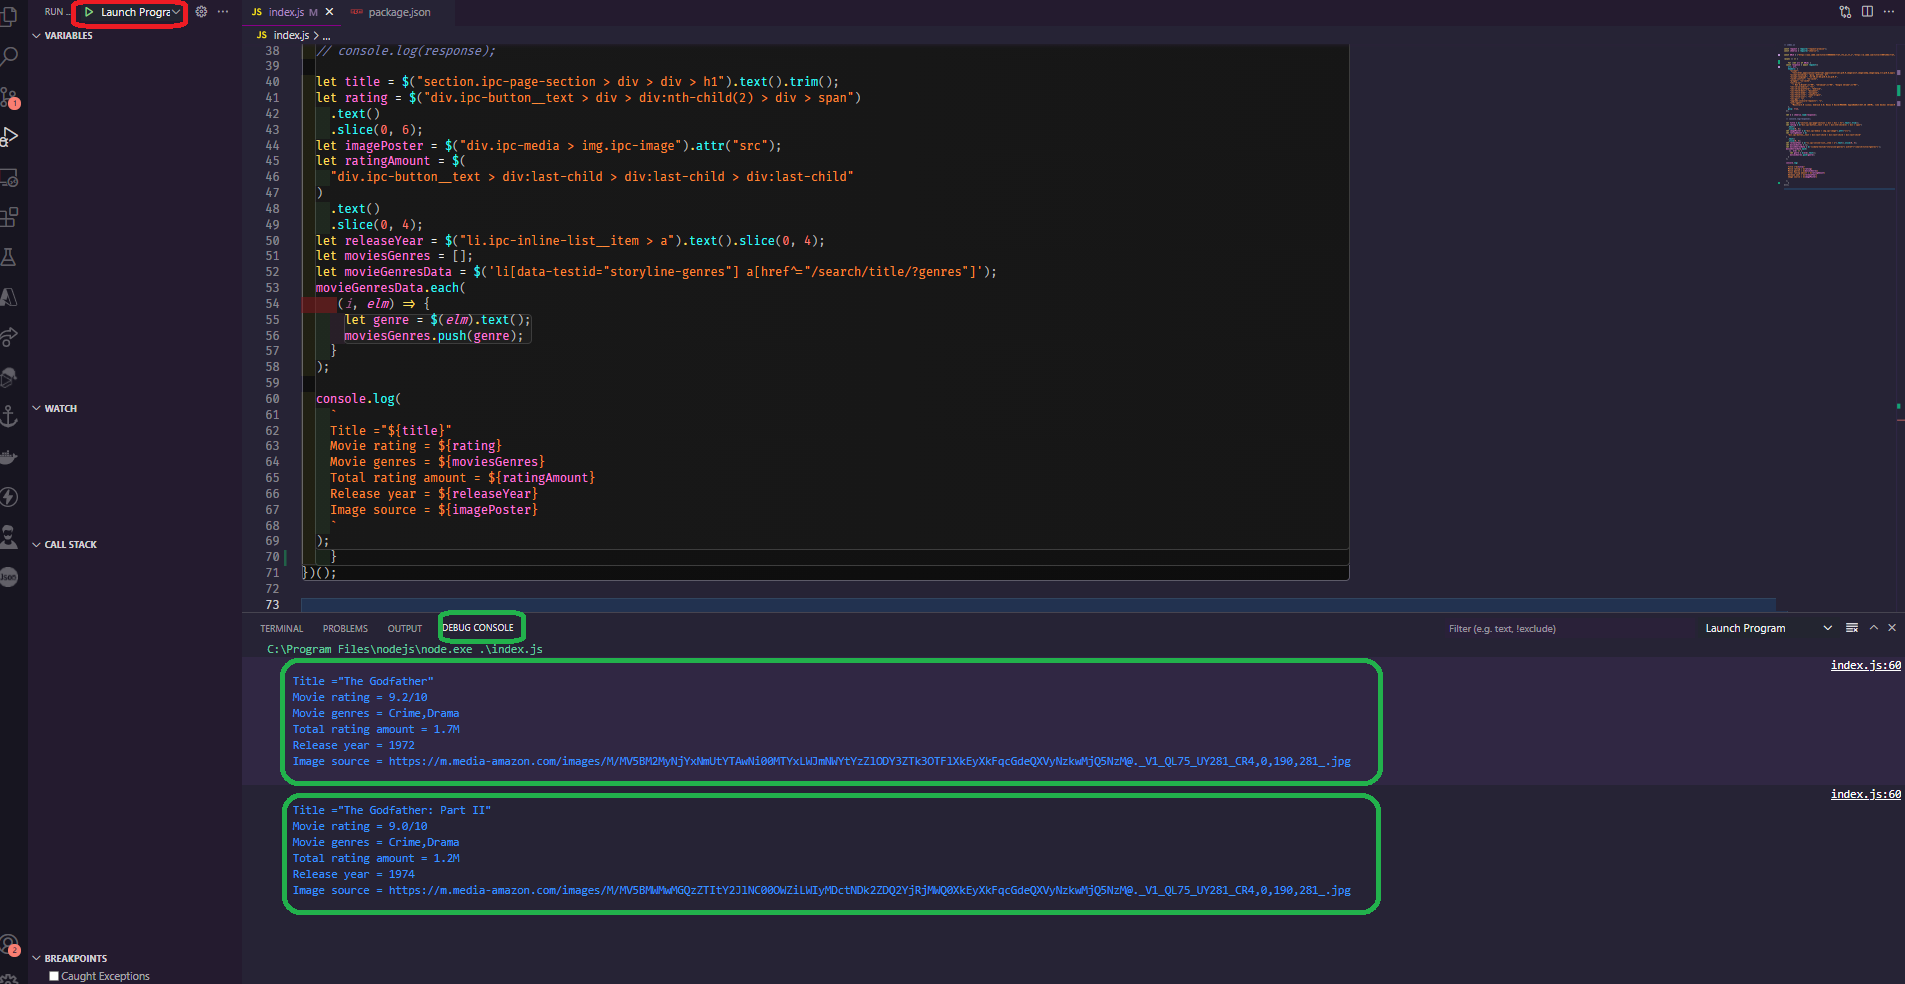 RUN ...
Launch Progra
index.js M
package.json
VARIABLES
JS index.js > ...
38 // console.log(response);
39
40 let title = $("section.ipc-page-section > div > div > h1").text().trim();
41 let rating = $("div.ipc-button__text > div > div:nth-child(2) > div > span")
42 .text()
43 .slice(0, 6);
44 let imagePoster = $("div.ipc-media > img.ipc-image").attr("src");
45 let ratingAmount = $(
46 "div.ipc-button__text > div:last-child > div:last-child > div:last-child"
47 )
48 .text()
49 .slice(0, 4);
50 let releaseYear = $("li.ipc-inline-list__item > a").text().slice(0, 4);
51 let moviesGenres = [];
52 let movieGenresData = $('li[data-testid="storyline-genres"] a[href^="/search/title/?genres"]');
53 movieGenresData.each(
54 (i, elm) => {
55 let genre = $(elm).text();
56 moviesGenres.push(genre);
57 }
58 );
59
60 console.log(
61 `
62 Title ="${title}"
63 Movie rating = ${rating}
64 Movie genres = ${moviesGenres}
65 Total rating amount = ${ratingAmount}
66 Release year = ${releaseYear}
67 Image source = ${imagePoster}
68 `
69 );
70 }
71 })();
72
73
WATCH
CALL STACK
BREAKPOINTS
Caught Exceptions
TERMINAL PROBLEMS OUTPUT DEBUG CONSOLE
Filter (e.g. text, !exclude)
Launch Program
C:\Program Files\nodejs\node.exe .\index.js
index.js:60
Title ="The Godfather"
Movie rating = 9.2/10
Movie genres = Crime,Drama
Total rating amount = 1.7M
Release year = 1972
Image source = https://m.media-amazon.com/images/M/MV5BM2MyNjYxNmUtYTAwNi00MTYxLWJmNWYtYzZlODY3ZTk3OTFlXkEyXkFqcGdeQXVyNzkwMjQ5NzM@._V1_QL75_UY281_CR4,0,190,281_.jpg
index.js:60
Title ="The Godfather: Part II"
Movie rating = 9.0/10
Movie genres = Crime,Drama
Total rating amount = 1.2M
Release year = 1974
Image source = https://m.media-amazon.com/images/M/MV5BMWMwMGQzZTItY2JlNC00OWZiLWIyMDctNDk2ZDQ2YjRjMWQ0XkEyXkFqcGdeQXVyNzkwMjQ5NzM@._V1_QL75_UY281_CR4,0,190,281_.jpg